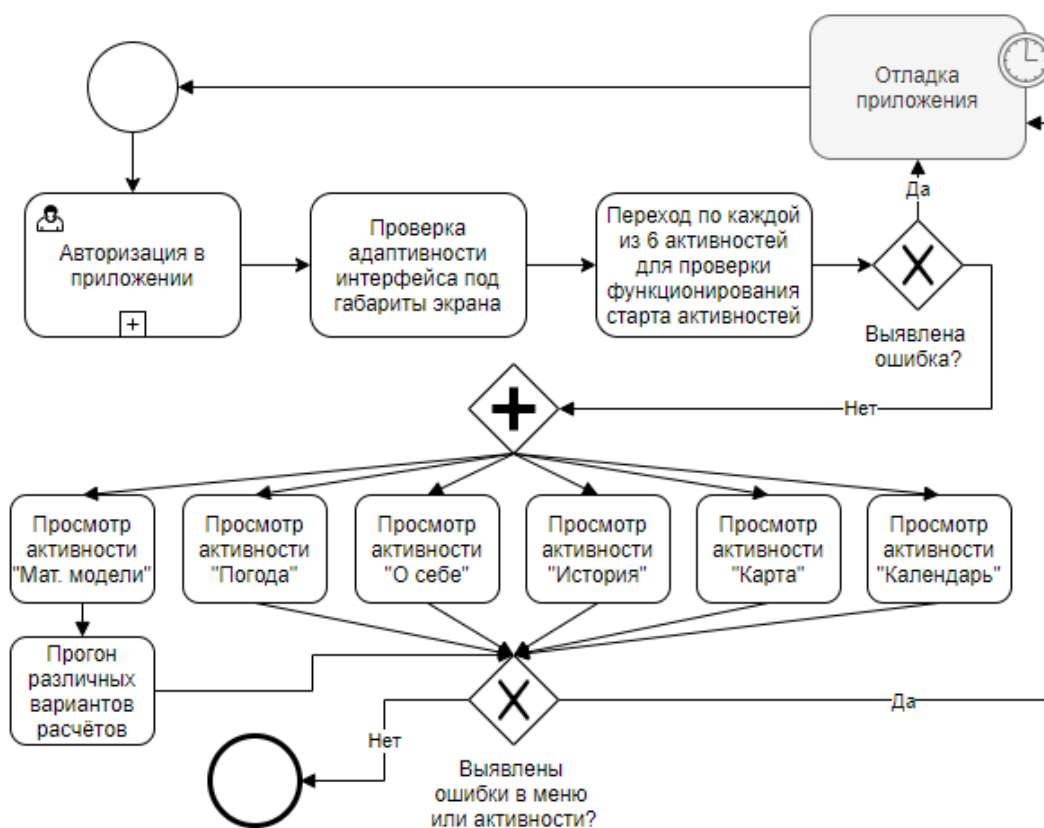 Отладка
приложения
Да
Авторизация в
приложении
Проверка
адаптивности
интерфейса под
габариты экрана
Переход по каждой
из 6 активностей
для проверки
функционирования
старта активностей
Выявлена
ошибка?
Нет
Просмотр
активности
"Мат. модели"
Просмотр
активности
"Погода"
Просмотр
активности
"О себе"
Просмотр
активности
"История"
Просмотр
активности
"Карта"
Просмотр
активности
"Календарь"
Прогон
различных
вариантов
расчётов
Да
Нет
Выявлены
ошибки в меню
или активности?